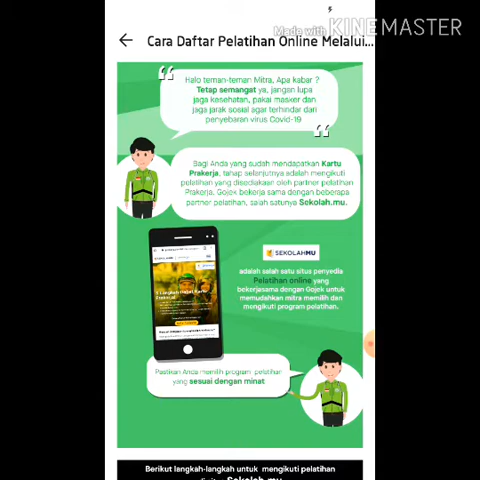 Made with KINEMASTER
Cara Daftar Pelatihan Online Melalui...
Halo teman-teman Mitra, Apa kabar ?
Tetap semangat ya, jangan lupa
jaga kesehatan, pakai masker dan
jaga jarak sosial agar terhindar dari
penyebaran virus Covid-19
Bagi Anda yang sudah mendapatkan Kartu
Prakerja, tahap selanjutnya adalah mengikuti
pelatihan yang disediakan oleh partner pelatihan
Prakerja. Gojek bekerja sama dengan beberapa
partner pelatihan, salah satunya Sekolah.mu.
SEKOLAHMU
adalah salah satu situs penyedia
Pelatihan online yang
bekerjasama dengan Gojek untuk
memudahkan mitra memilih dan
mengikuti program pelatihan.
Pastikan Anda memilih program pelatihan
yang sesuai dengan minat
Berikut langkah-langkah untuk mengikuti pelatihan
Sekolah.mu